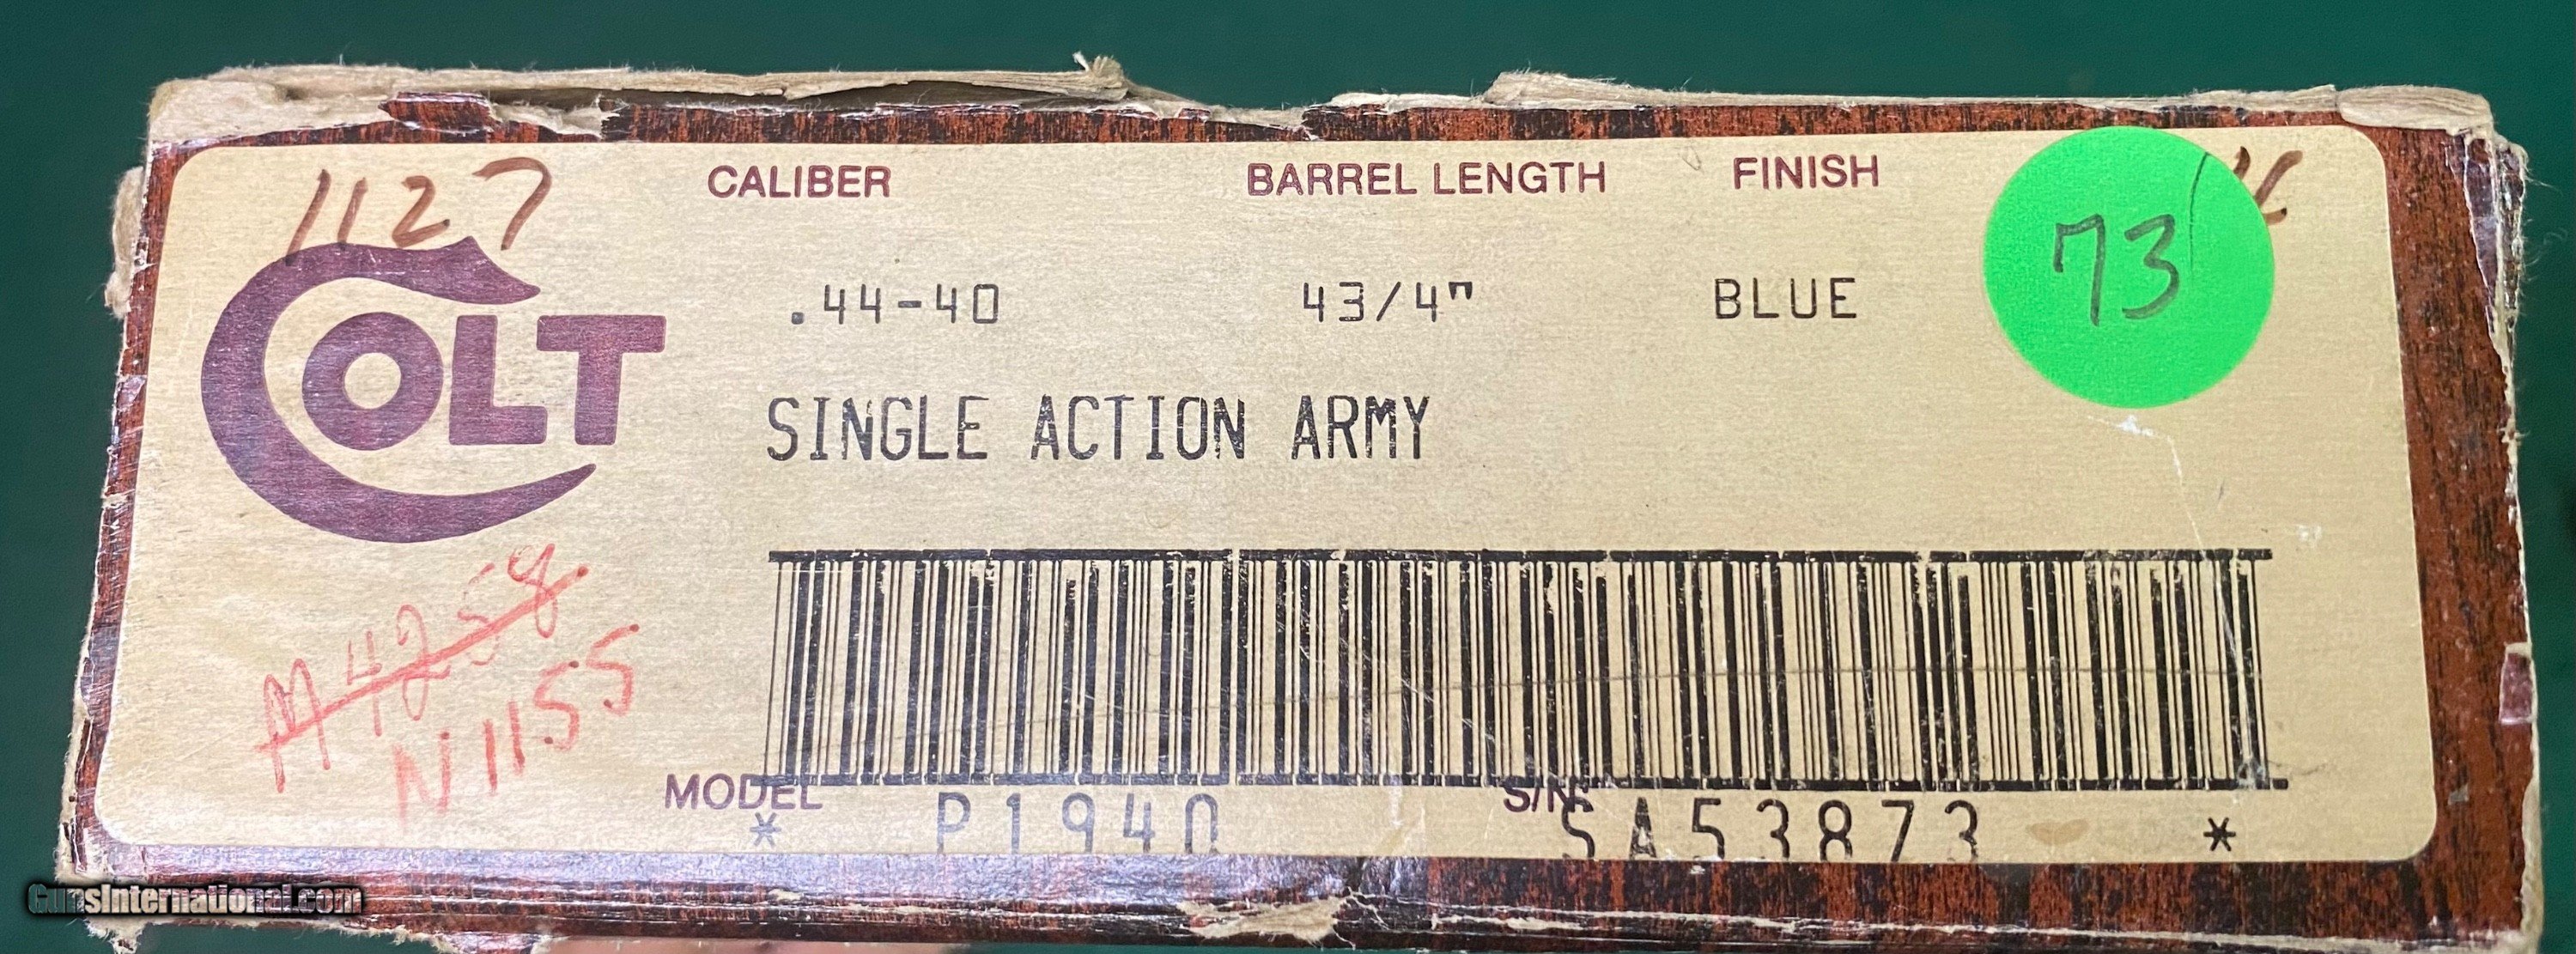 1127
CALIBER BARREL LENGTH FINISH
73
COLT
.44-40 43/4" BLUE
SINGLE ACTION ARMY
M4258
N1155
MODEL S/N
* P1940 SA53873 *
GunsInternational.com